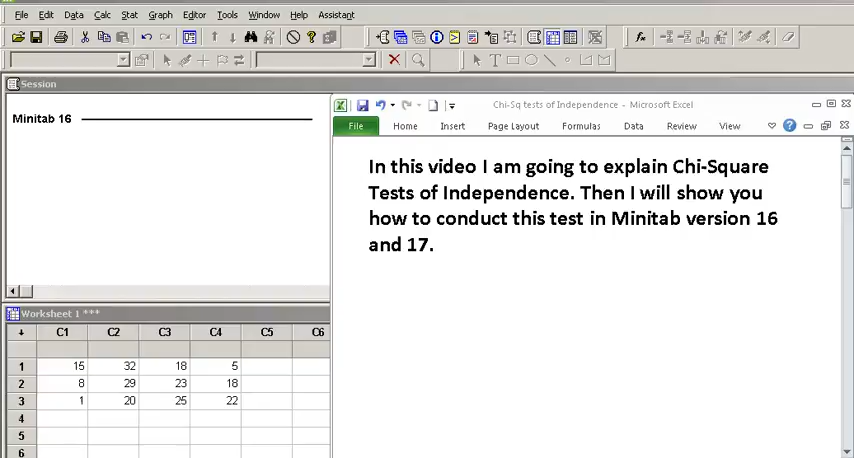 File Edit Data Calc Stat Graph Editor Tools Window Help Assistant
Session
Minitab 16
Chi-Sq tests of Independence - Microsoft Excel
File Home Insert Page Layout Formulas Data Review View
In this video I am going to explain Chi-Square
Tests of Independence. Then I will show you
how to conduct this test in Minitab version 16
and 17.
Worksheet 1 ***
C1 C2 C3 C4 C5 C6
1 15 32 18 5
2 8 29 23 18
3 1 20 25 22
4
5
6